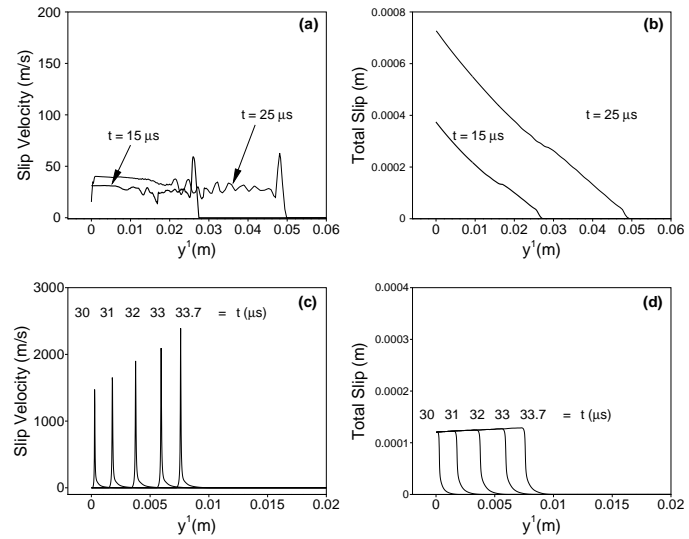 (a)
Slip Velocity (m/s)
200
150
100
50
0
t = 15 μs
t = 25 μs
0 0.01 0.02 0.03 0.04 0.05 0.06
y¹(m)
(b)
Total Slip (m)
0.0008
0.0006
0.0004
0.0002
0
t = 15 μs
t = 25 μs
0 0.01 0.02 0.03 0.04 0.05 0.06
y¹(m)
(c)
Slip Velocity (m/s)
3000
2000
1000
0
30 31 32 33 33.7 = t (μs)
0 0.005 0.01 0.015 0.02
y¹(m)
(d)
Total Slip (m)
0.0004
0.0003
0.0002
0.0001
0
30 31 32 33 33.7 = t (μs)
0 0.005 0.01 0.015 0.02
y¹(m)